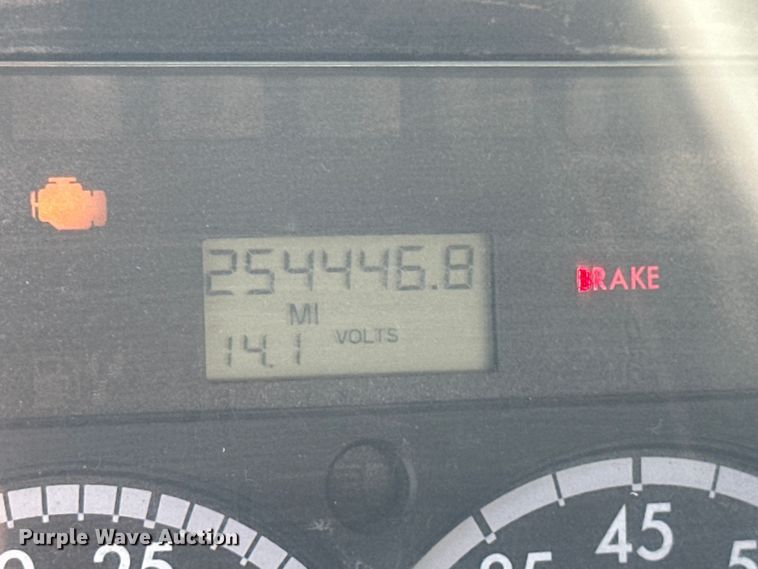 254446.8
BRAKE
MI
14.1 VOLTS
45
25
Purple Wave Auction